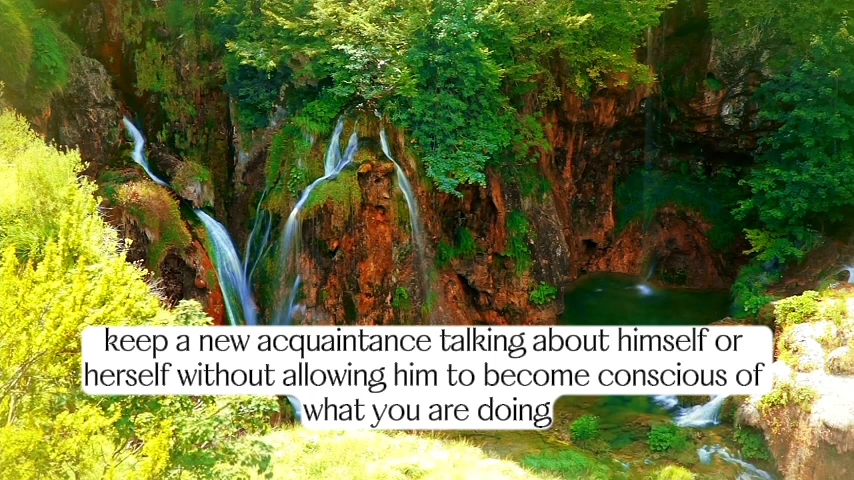 keep a new acquaintance talking about himself or
herself without allowing him to become conscious of
what you are doing